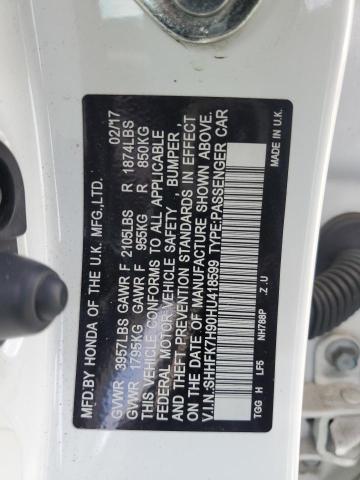 MFD.BY HONDA OF THE U.K.MFG.,LTD. 02/17
GVWR 3957LBS GAWR F 2105LBS R 1874LBS
GVWR 1795KG GAWR F 955KG R 850KG
THIS VEHICLE CONFORMS TO ALL APPLICABLE
FEDERAL MOTOR VEHICLE SAFETY , BUMPER ,
AND THEFT PREVENTION STANDARDS IN EFFECT
ON THE DATE OF MANUFACTURE SHOWN ABOVE.
V.I.N.:SHHFK7H90HU418599 TYPE:PASSENGER CAR
TGG H LF5 NH788P .Z.U MADE IN U.K.